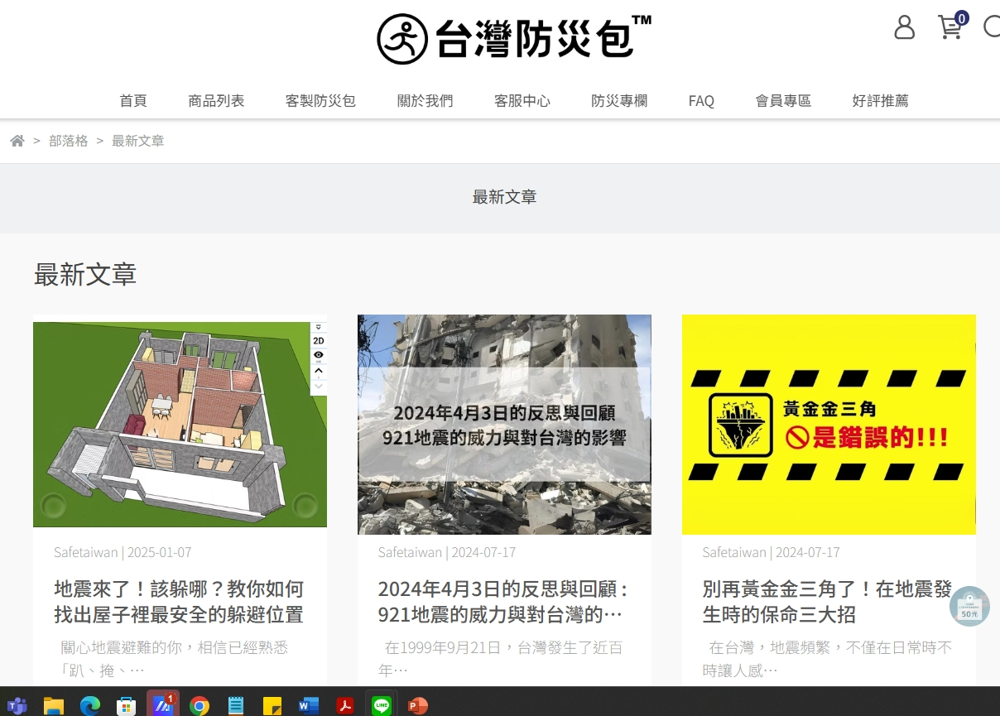 台灣防災包™
0
首頁 商品列表 客製防災包 關於我們 客服中心 防災專欄 FAQ 會員專區 好評推薦
> 部落格 > 最新文章
最新文章
最新文章
2D
2024年4月3日的反思與回顧
921地震的威力與對台灣的影響
黃金金三角
是錯誤的!!!
Safetaiwan | 2025-01-07
地震來了！該躲哪？教你如何
找出屋子裡最安全的躲避位置
關心地震避難的你，相信已經熟悉
「趴、掩、…
Safetaiwan | 2024-07-17
2024年4月3日的反思與回顧 :
921地震的威力與對台灣的…
在1999年9月21日，台灣發生了近百
年…
Safetaiwan | 2024-07-17
別再黃金金三角了！在地震發
生時的保命三大招
在台灣，地震頻繁，不僅在日常時不
時讓人感…
50元
1
LINE